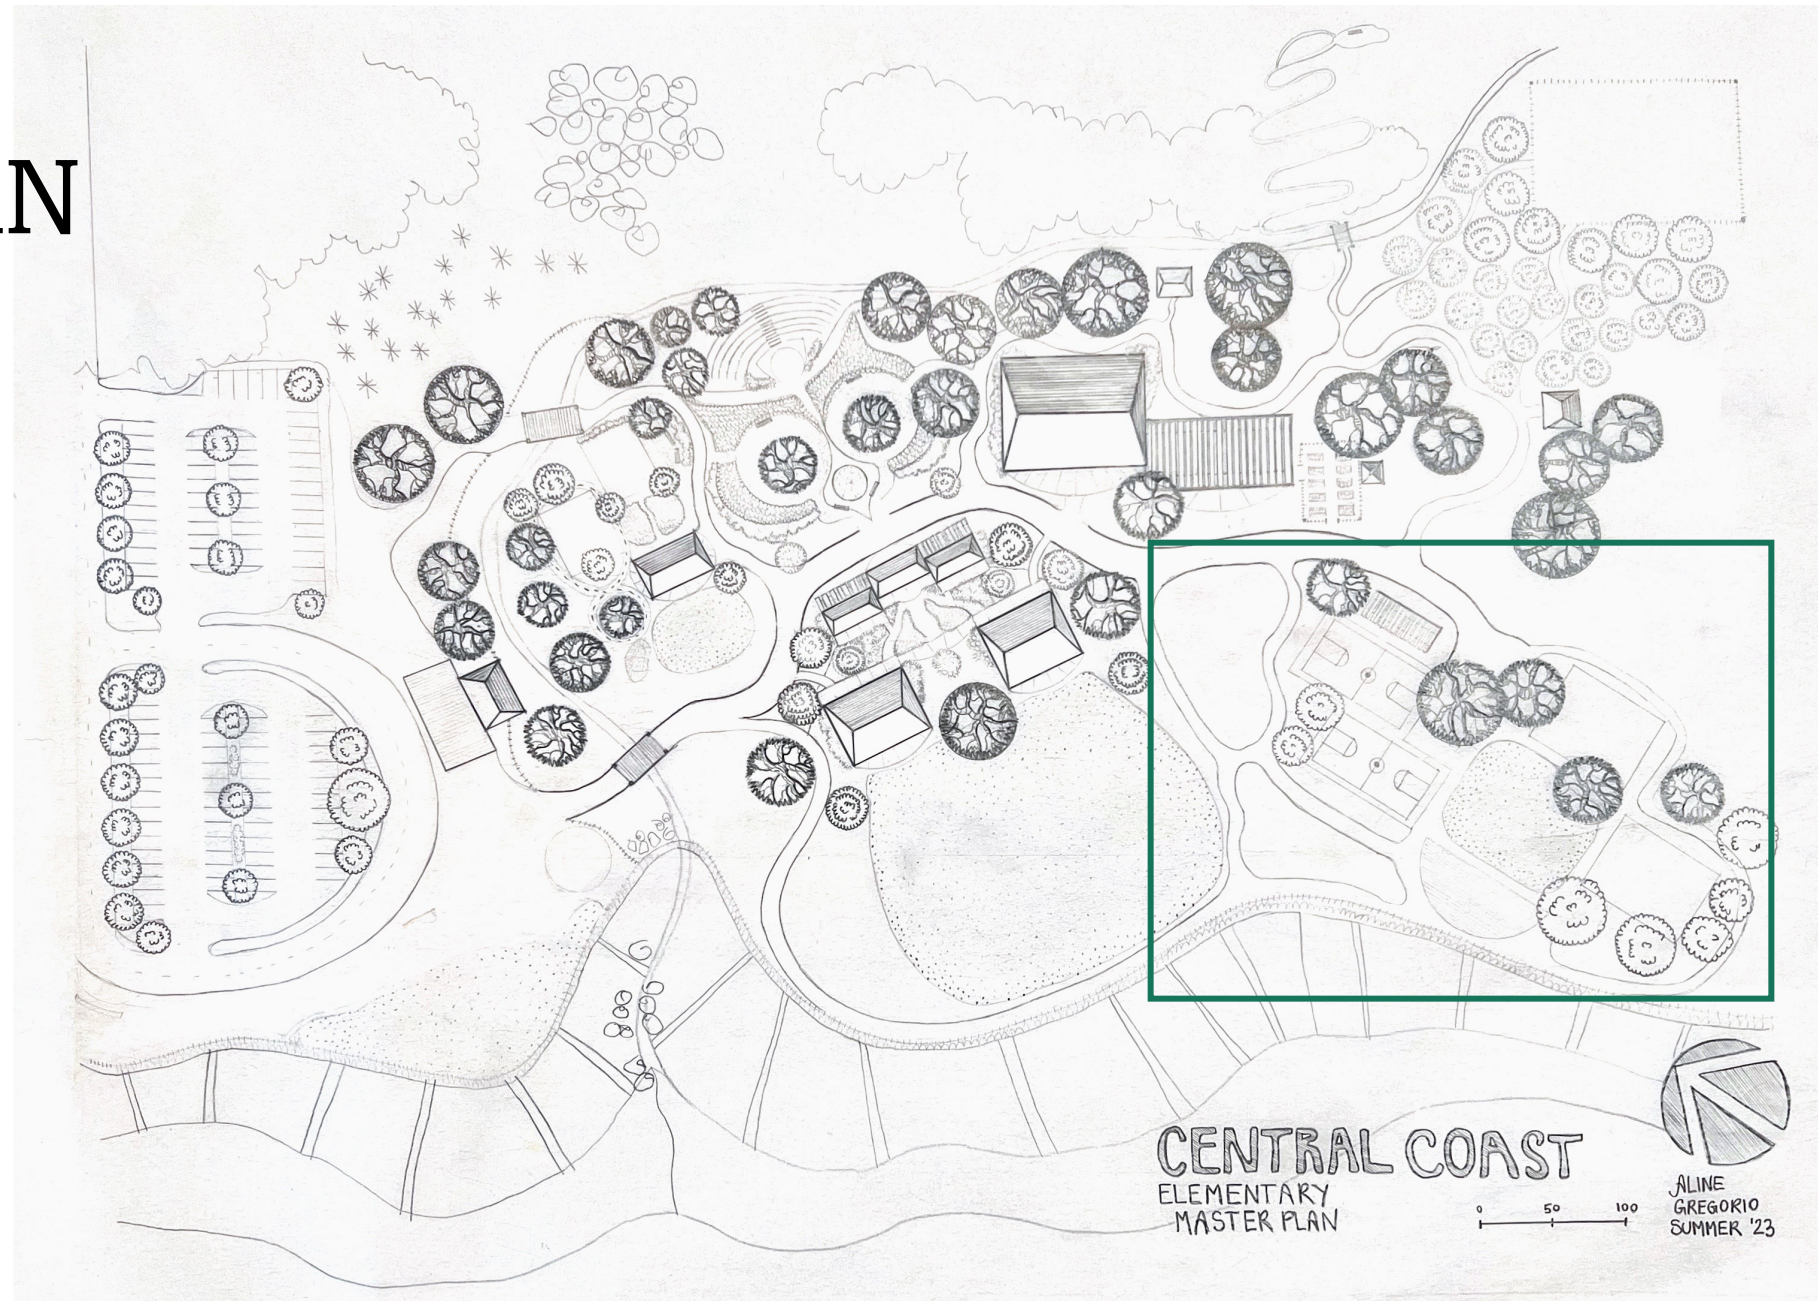 N
CENTRAL COAST
ELEMENTARY
MASTER PLAN
0 50 100
ALINE
GREGORIO
SUMMER '23